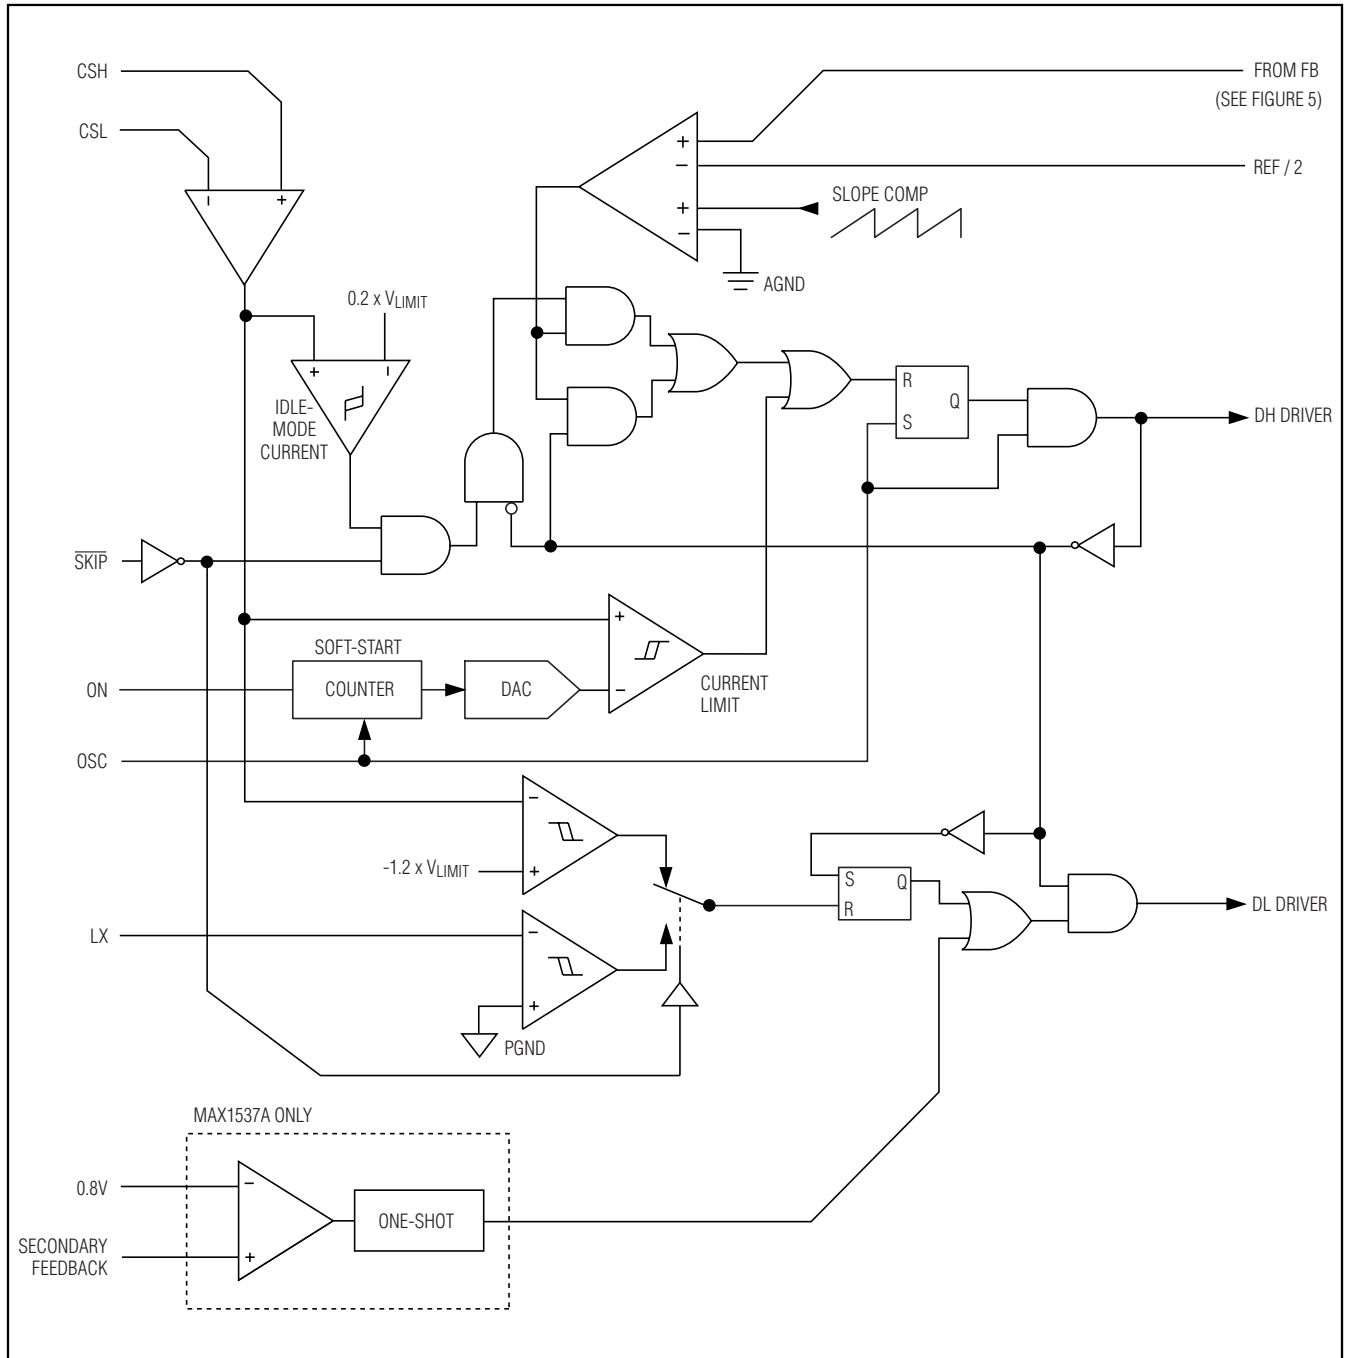 CSH
FROM FB
(SEE FIGURE 5)
CSL
+
−
REF / 2
− +
SLOPE COMP
+
−
AGND
0.2 x VLIMIT
+ −
IDLE-
MODE
CURRENT
R
Q
S
DH DRIVER
SKIP
+
SOFT-START
ON
COUNTER
DAC
−
CURRENT
LIMIT
OSC
−
-1.2 x VLIMIT
+
S
Q
R
DL DRIVER
LX
−
+
PGND
MAX1537A ONLY
0.8V
−
ONE-SHOT
SECONDARY
FEEDBACK
+